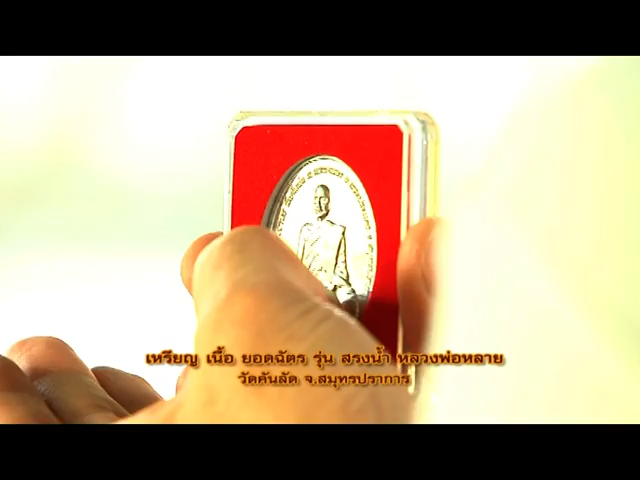 เหรียญ เนื้อ ยอดฉัตร รุ่น สรงน้ำ หลวงพ่อหลาย
วัดคันลัด จ.สมุทรปราการ